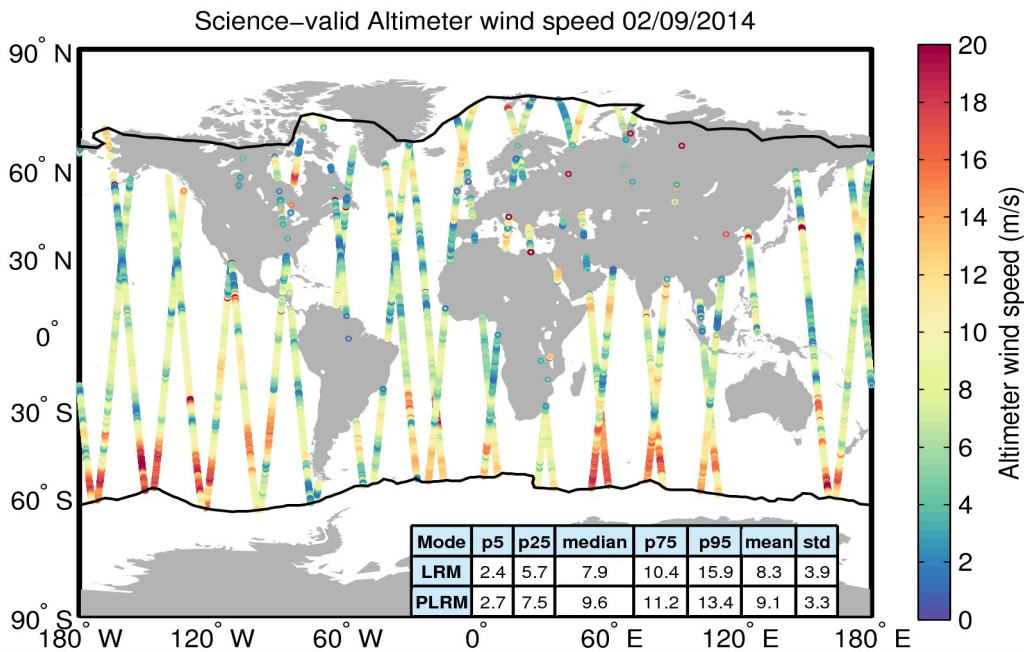 Science−valid Altimeter wind speed 02/09/2014
90° N
60° N
30° N
0°
30° S
60° S
90° S
180° W
120° W
60° W
0°
60° E
120° E
180° E
Mode p5 p25 median p75 p95 mean std
LRM 2.4 5.7 7.9 10.4 15.9 8.3 3.9
PLRM 2.7 7.5 9.6 11.2 13.4 9.1 3.3
20
18
16
14
12
10
8
6
4
2
0
Altimeter wind speed (m/s)